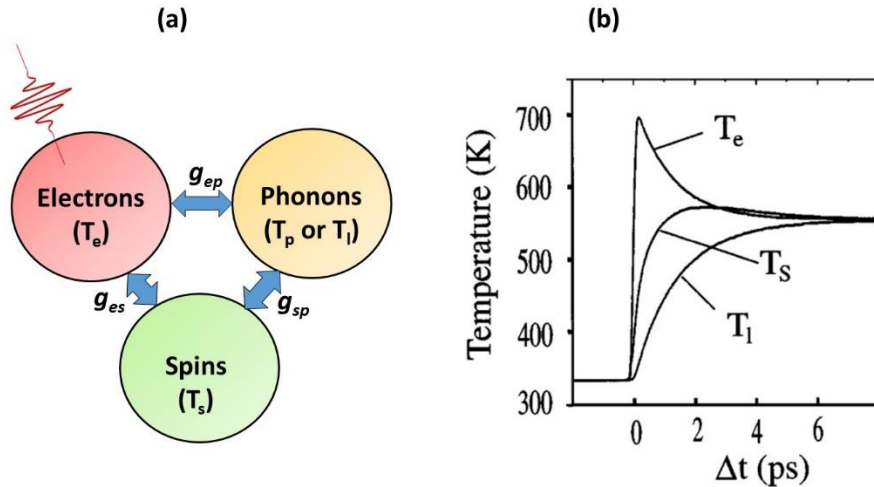 (a)
Electrons
(Te)
gep
Phonons
(Tp or Tl)
ges
gsp
Spins
(Ts)
(b)
Temperature (K)
700
600
500
400
300
Te
TS
Tl
0 2 4 6
Δt (ps)